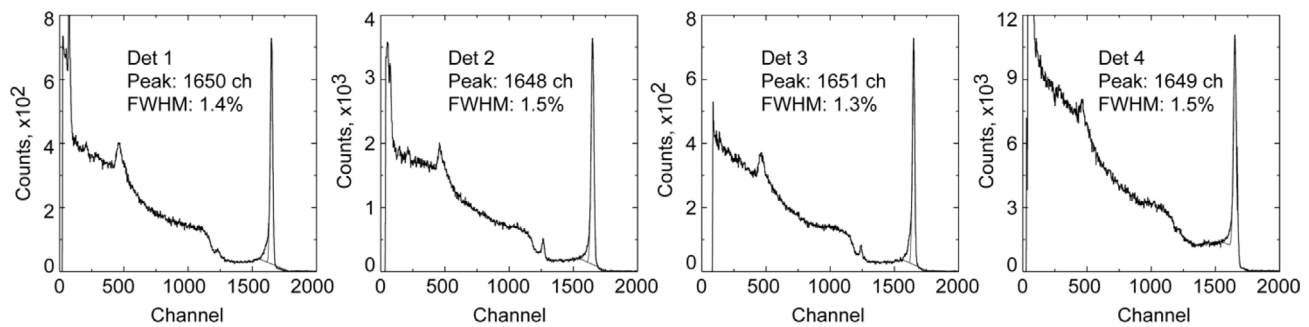 8
6
4
2
0
Counts, x10²
Det 1
Peak: 1650 ch
FWHM: 1.4%
0 500 1000 1500 2000
Channel
4
3
2
1
0
Counts, x10³
Det 2
Peak: 1648 ch
FWHM: 1.5%
0 500 1000 1500 2000
Channel
8
6
4
2
0
Counts, x10²
Det 3
Peak: 1651 ch
FWHM: 1.3%
0 500 1000 1500 2000
Channel
12
9
6
3
0
Counts, x10³
Det 4
Peak: 1649 ch
FWHM: 1.5%
0 500 1000 1500 2000
Channel